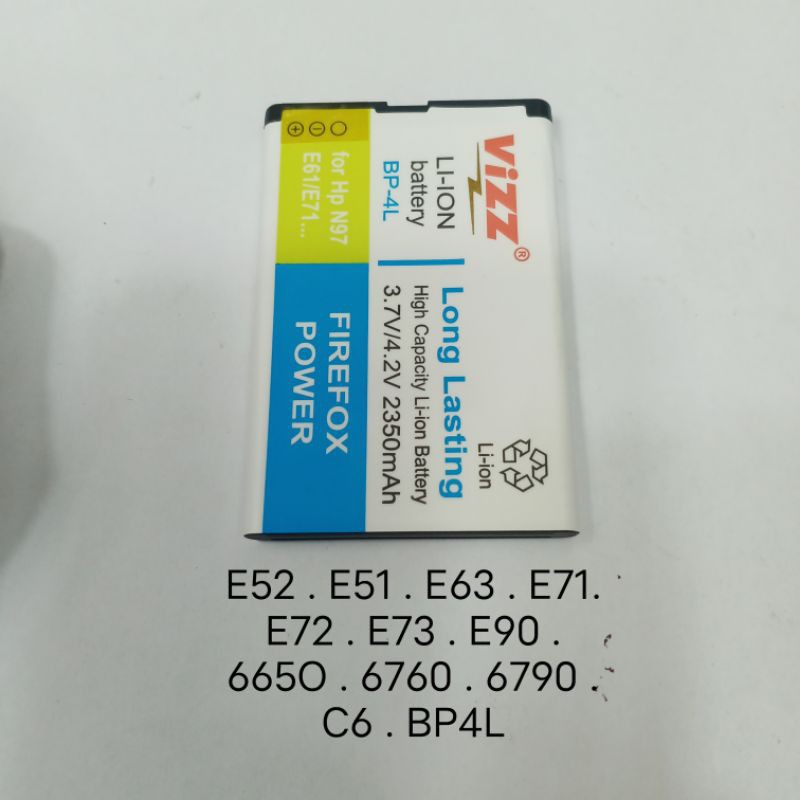 Vizz®
LI-ION
battery
BP-4L
Long Lasting
High Capacity Li-ion Battery
3.7V/4.2V 2350mAh
Li-ion
for Hp N97
E61/E71...
FIREFOX
POWER
E52 . E51 . E63 . E71.
E72 . E73 . E90 .
665O . 6760 . 6790 .
C6 . BP4L